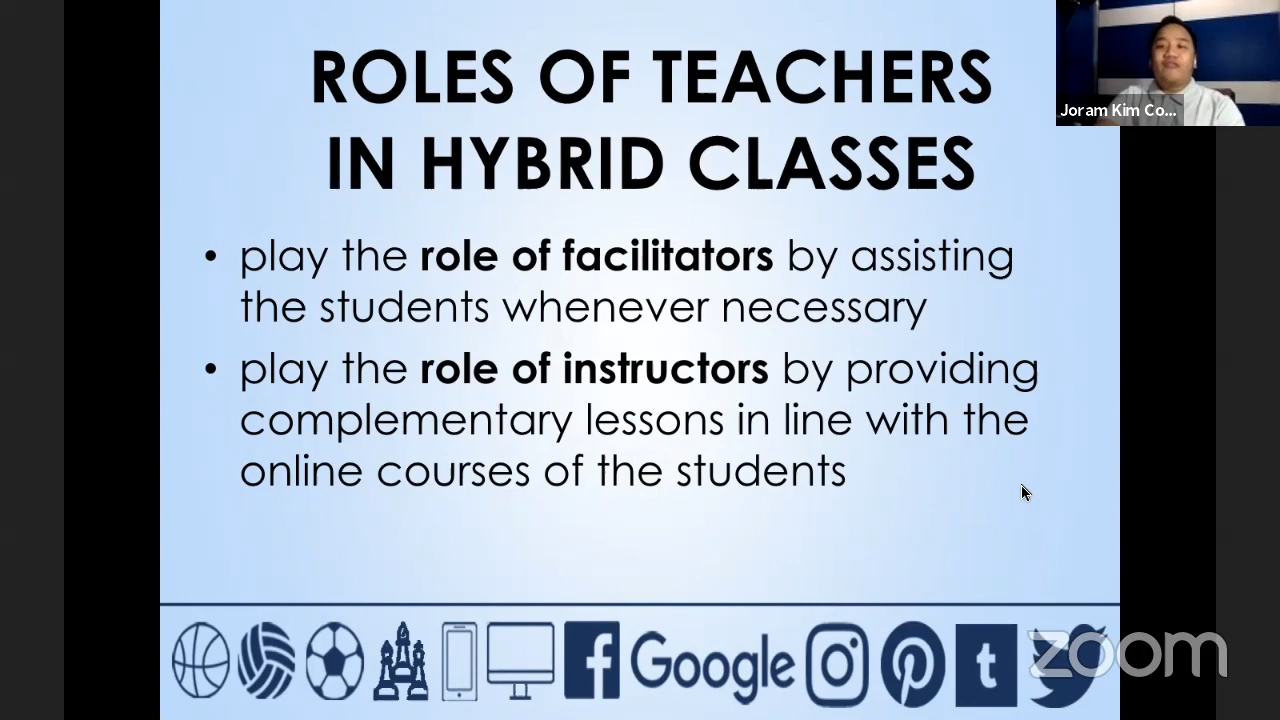 ROLES OF TEACHERS
IN HYBRID CLASSES
Joram Kim Co...
• play the role of facilitators by assisting
the students whenever necessary
• play the role of instructors by providing
complementary lessons in line with the
online courses of the students
Google
zoom